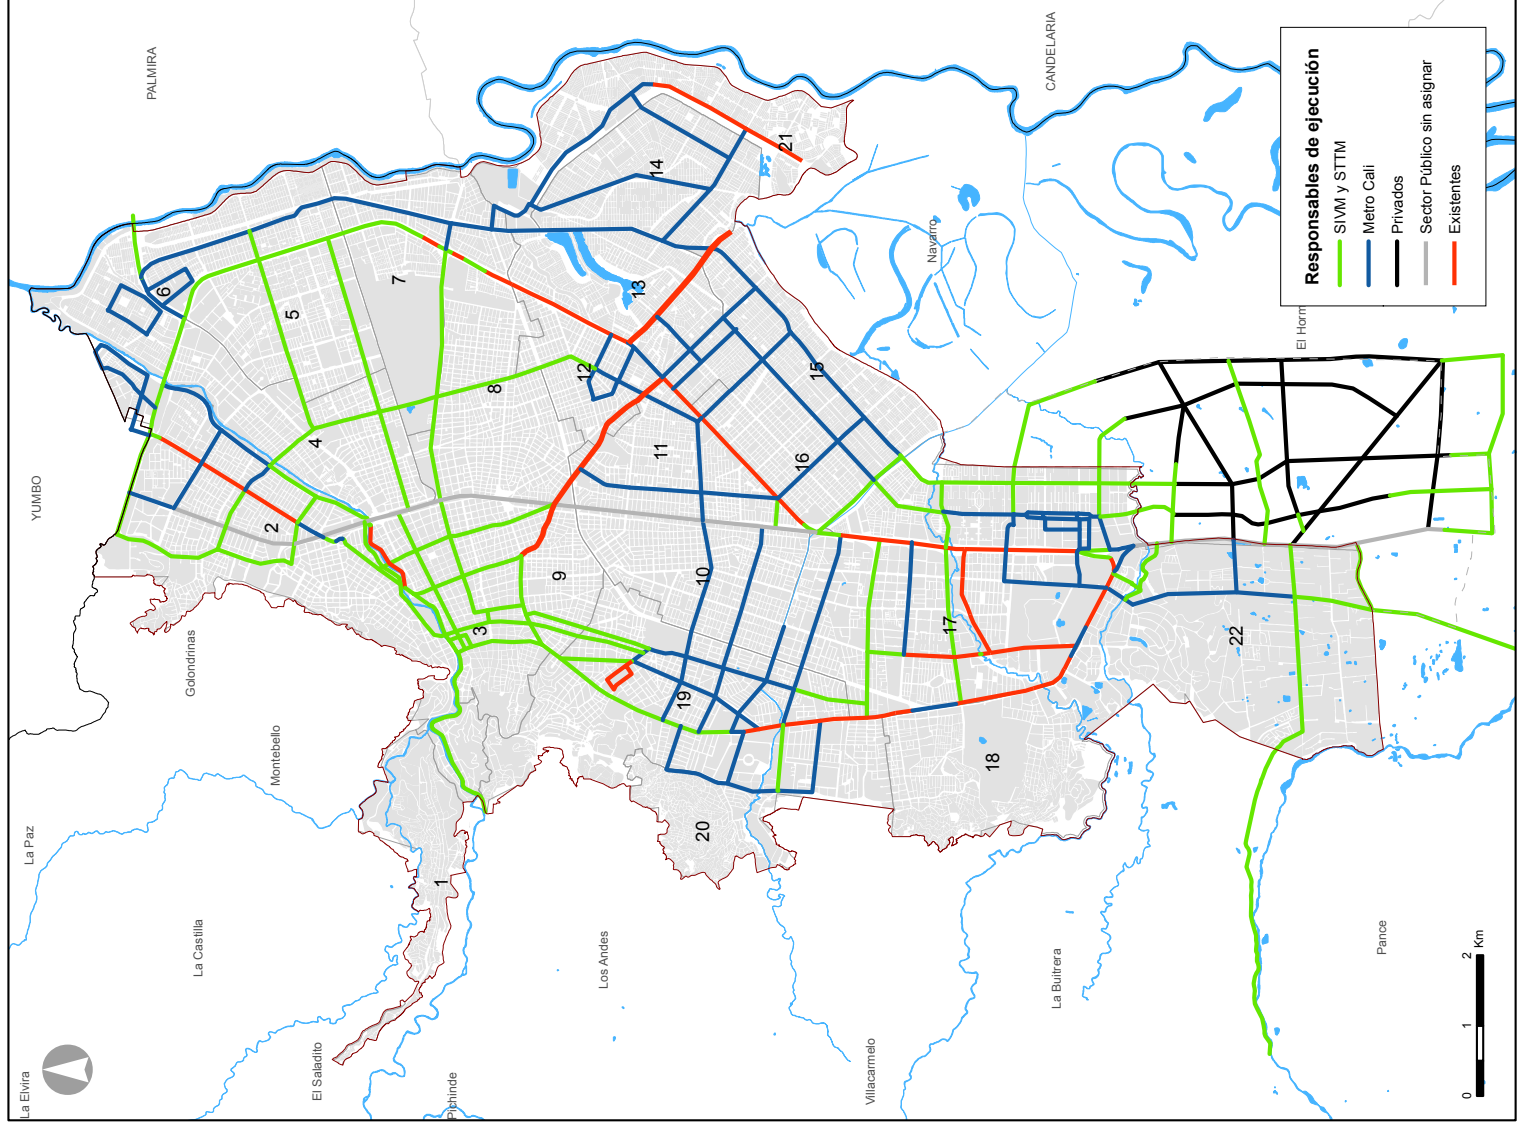 YUMBO
PALMIRA
CANDELARIA
Navarro
El Horm
Golondrinas
Montebello
La Paz
La Castilla
La Elvira
El Saladito
Pichinde
Los Andes
Villacarmelo
La Buitrera
Pance
1
2
3
4
5
6
7
8
9
10
11
12
13
14
15
16
17
18
19
20
21
22
Responsables de ejecución
SIVM y STTM
Metro Cali
Privados
Sector Público sin asignar
Existentes
0 1 2 Km